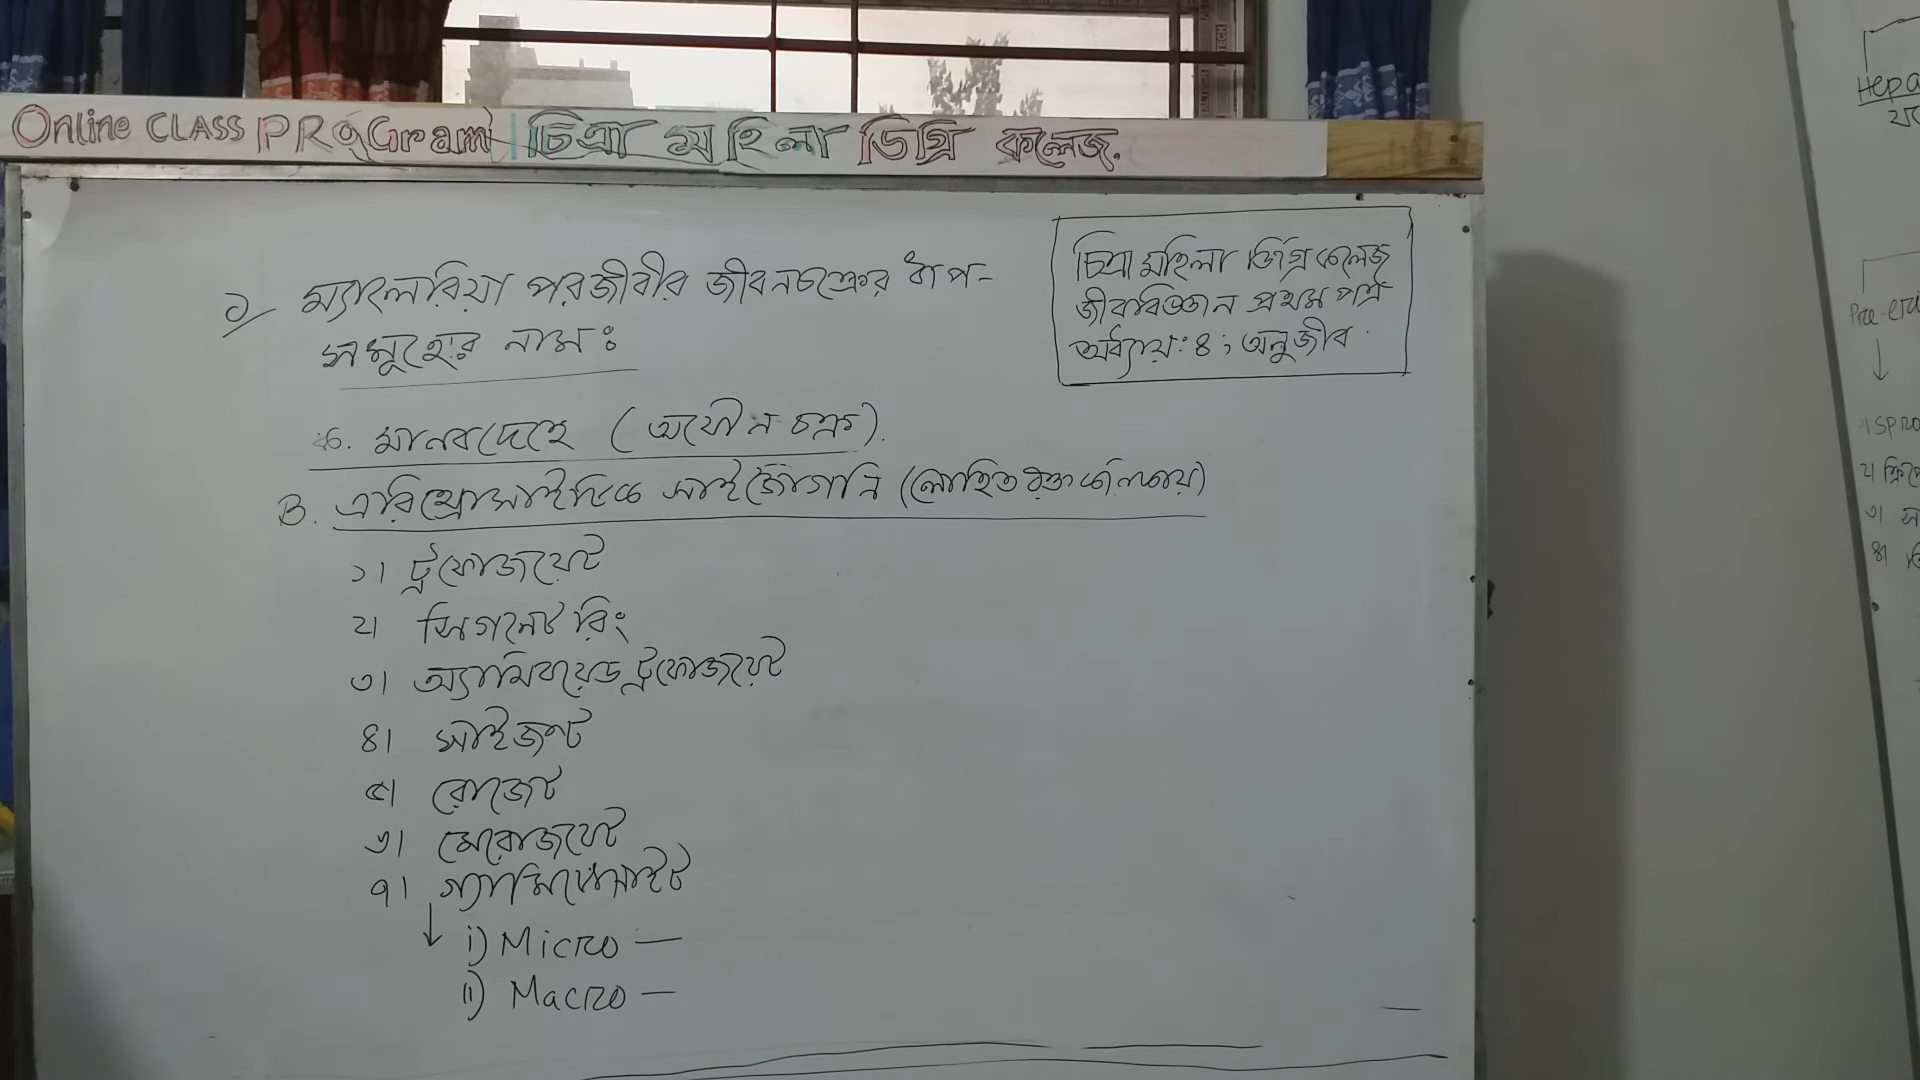 Online CLASS PROGram চিত্রা মহিলা ডিগ্রি কলেজ.
চিত্রা মহিলা ডিগ্রি কলেজ
জীববিজ্ঞান প্রথম পত্র
অধ্যায়: ৪; অনুজীব
১। ম্যালেরিয়া পরজীবীর জীবনচক্রের ধাপ-
সমূহের নাম:
ক. মানবদেহে (অযৌন চক্র).
B. এরিথ্রোসাইটিক সাইজোগনি (লোহিত রক্ত কণিকায়)
১। ট্রফোজয়েট
২। সিগনেট রিং
৩। অ্যামিবয়েড ট্রফোজয়েট
৪। সাইজন্ট
৫। রোজেট
৬। মেরোজয়েট
৭। গ্যামিটোসাইট
i) Micro —
ii) Macro —